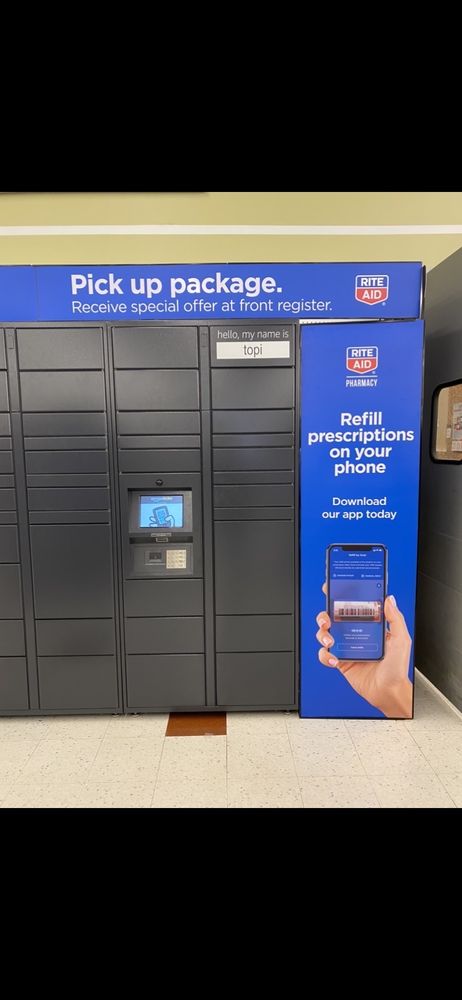 Pick up package.
Receive special offer at front register.
RITE
AID
hello, my name is
topi
RITE
AID
PHARMACY
Refill
prescriptions
on your
phone
Download
our app today